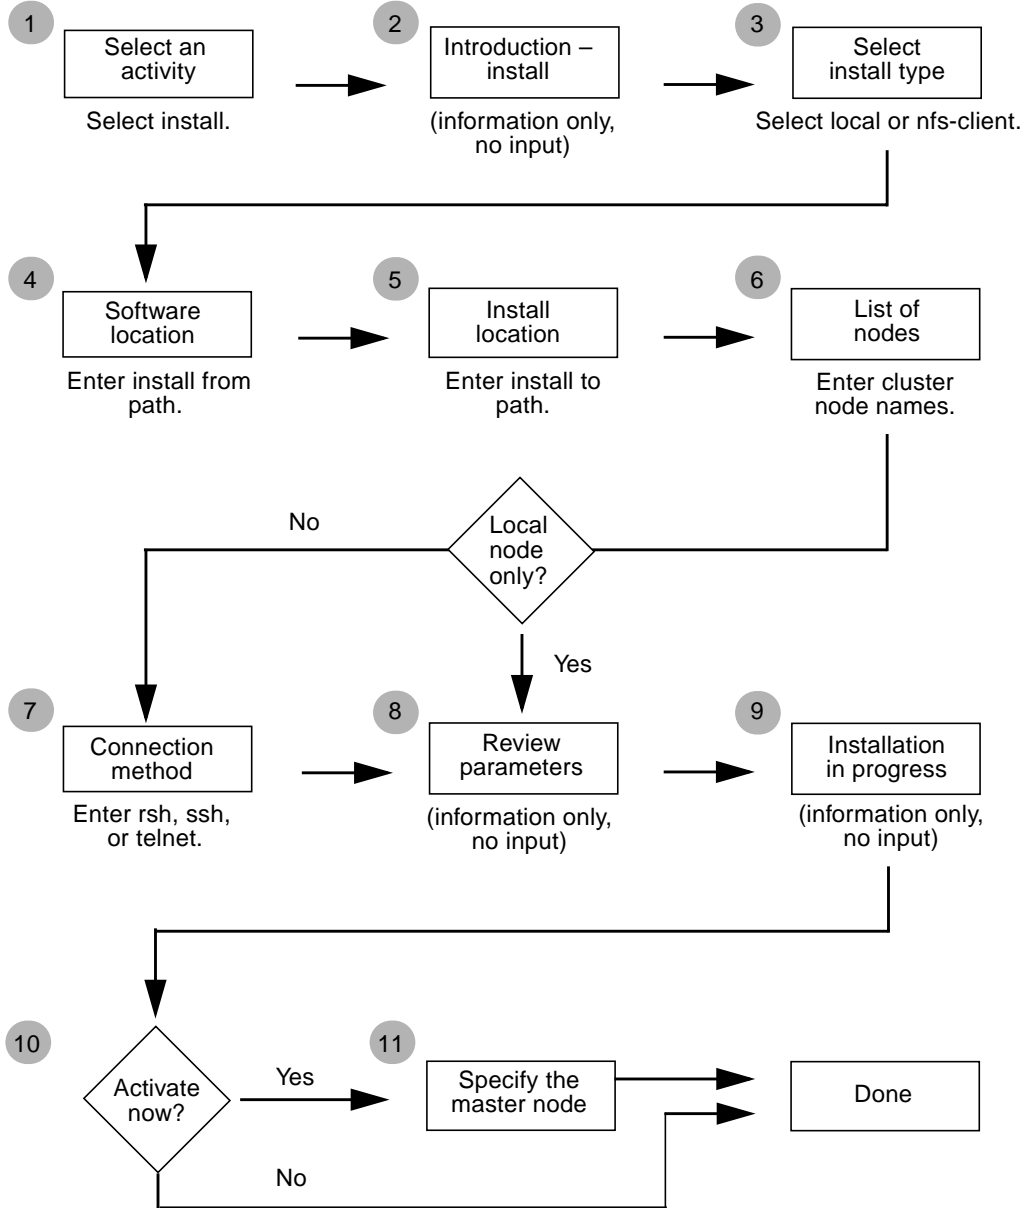 1
Select an
activity
Select install.
2
Introduction –
install
(information only,
no input)
3
Select
install type
Select local or nfs-client.
4
Software
location
Enter install from
path.
5
Install
location
Enter install to
path.
6
List of
nodes
Enter cluster
node names.
No
Local
node
only?
Yes
7
Connection
method
Enter rsh, ssh,
or telnet.
8
Review
parameters
(information only,
no input)
9
Installation
in progress
(information only,
no input)
10
Activate
now?
Yes
No
11
Specify the
master node
Done